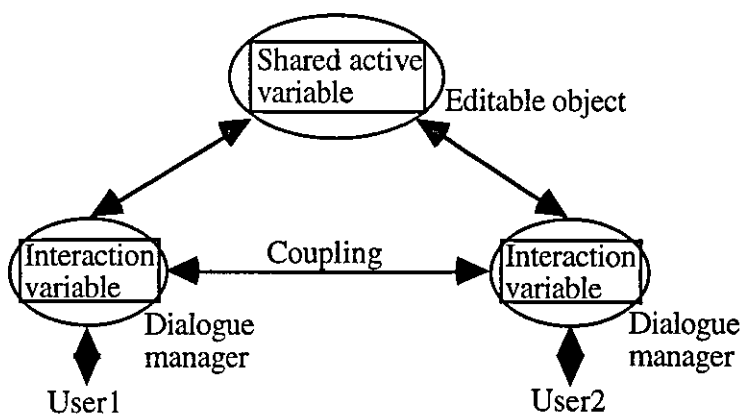 Shared active
variable
Editable object
Interaction
variable
Coupling
Interaction
variable
Dialogue
manager
Dialogue
manager
User1
User2